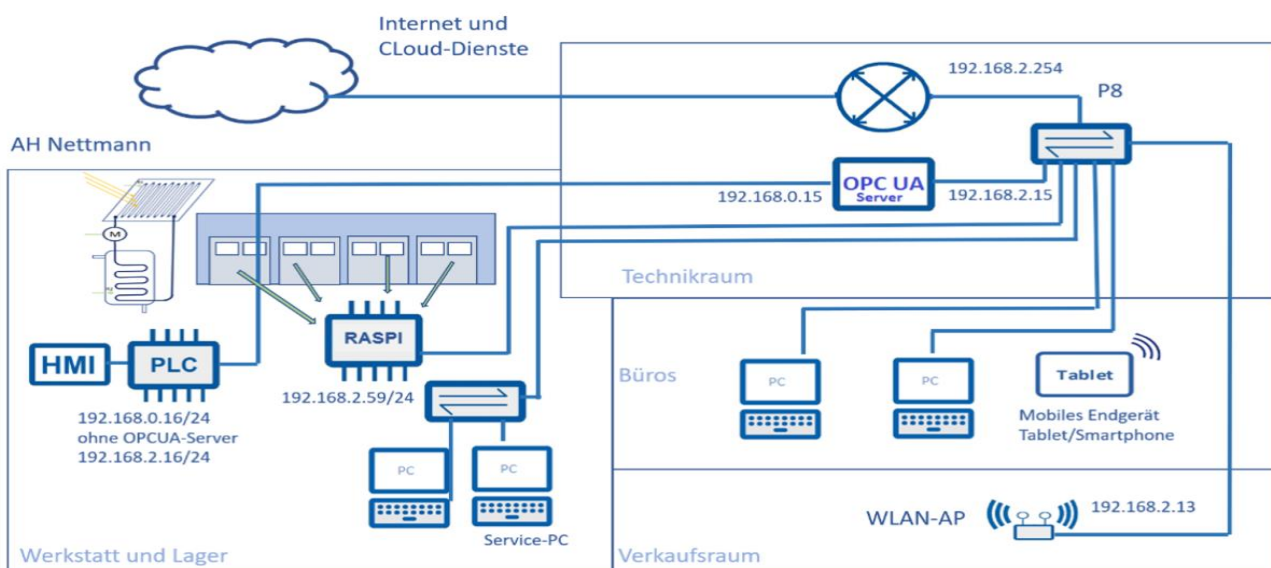 Internet und
CLoud-Dienste
192.168.2.254
P8
AH Nettmann
192.168.0.15
OPC UA
Server
192.168.2.15
Technikraum
M
RASPI
HMI
PLC
192.168.2.59/24
192.168.0.16/24
ohne OPCUA-Server
192.168.2.16/24
PC
PC
Service-PC
Werkstatt und Lager
Büros
PC
PC
Tablet
Mobiles Endgerät
Tablet/Smartphone
WLAN-AP
192.168.2.13
Verkaufsraum